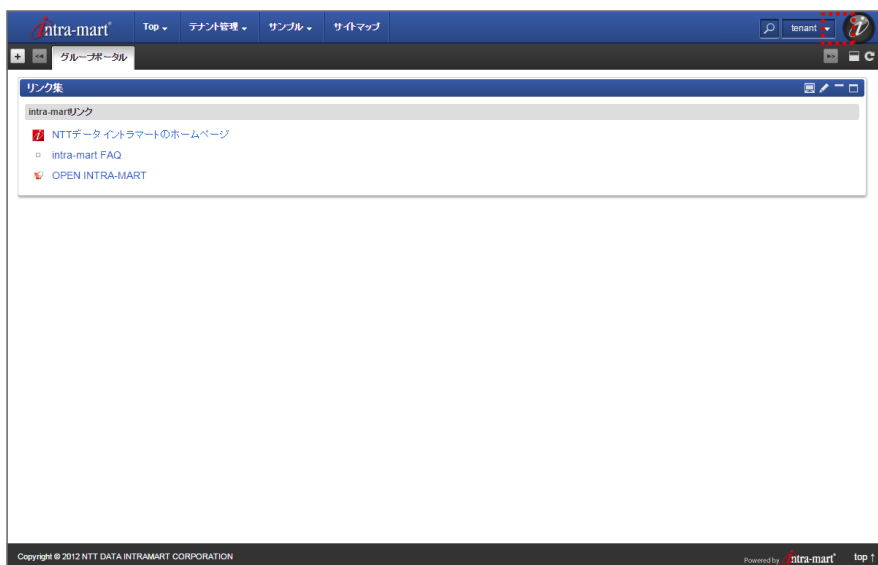 intra-mart Top テナント管理 サンプル サイトマップ tenant
グループポータル
リンク集
intra-martリンク
NTTデータ イントラマートのホームページ
intra-mart FAQ
OPEN INTRA-MART
Copyright © 2012 NTT DATA INTRAMART CORPORATION Powered by intra-mart top ↑